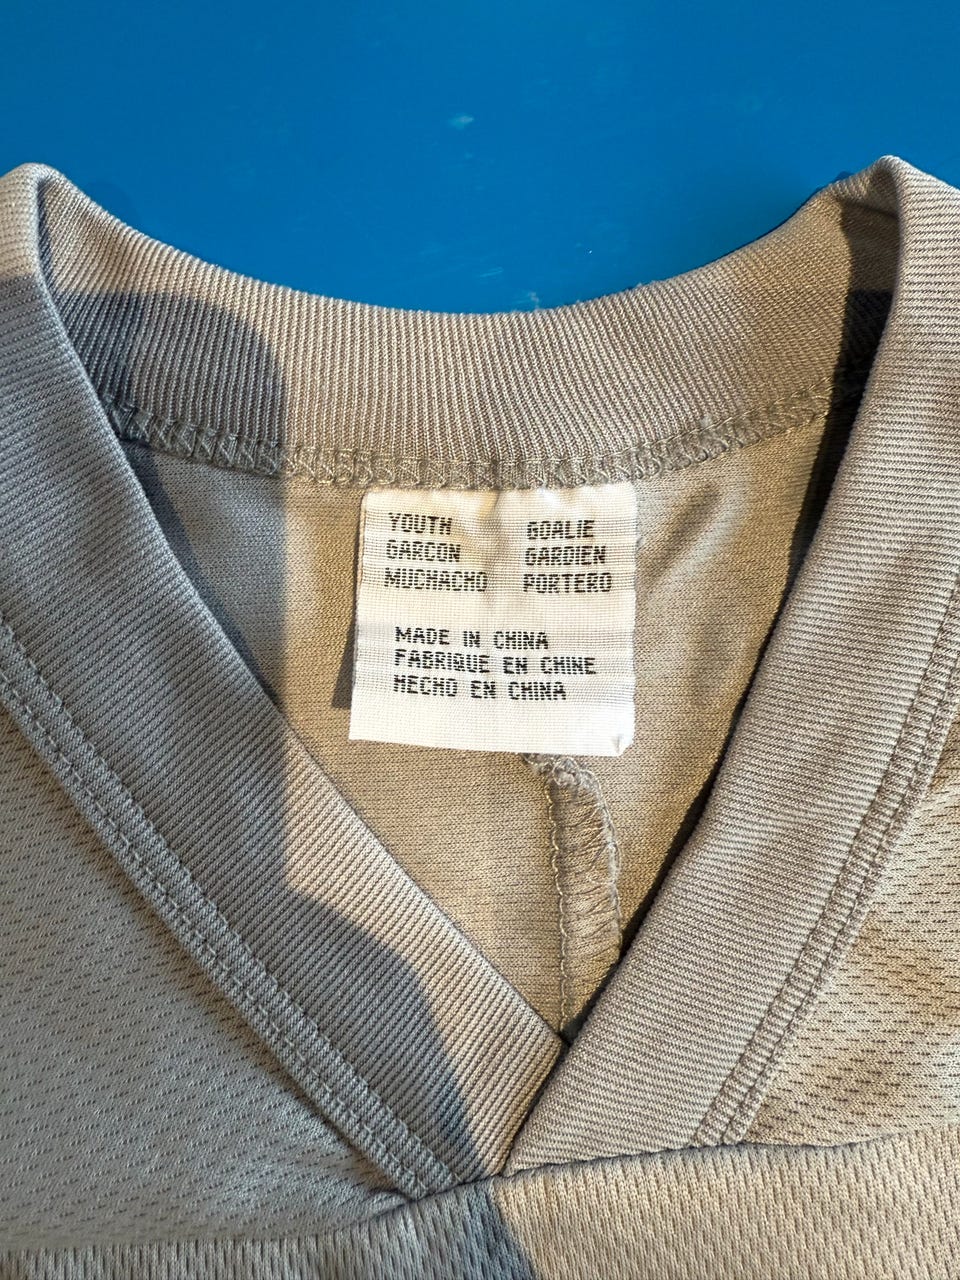 YOUTH GOALIE
GARCON GARDIEN
MUCHACHO PORTERO
MADE IN CHINA
FABRIQUE EN CHINE
HECHO EN CHINA